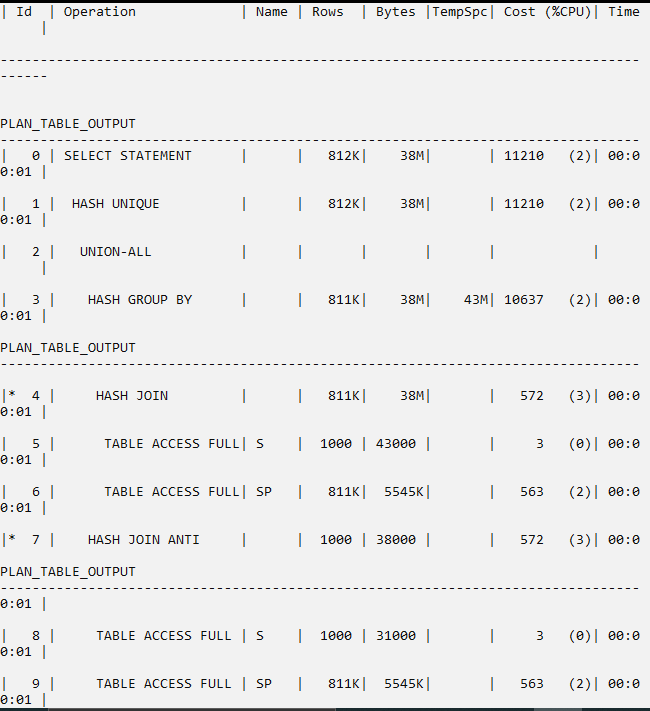 | Id  | Operation             | Name | Rows  | Bytes |TempSpc| Cost (%CPU)| Time
     |
--------------------------------------------------------------------------------
------
PLAN_TABLE_OUTPUT
--------------------------------------------------------------------------------
|   0 | SELECT STATEMENT      |      |   812K|    38M|       | 11210   (2)| 00:0
0:01 |
|   1 |  HASH UNIQUE          |      |   812K|    38M|       | 11210   (2)| 00:0
0:01 |
|   2 |   UNION-ALL           |      |       |       |       |            |
     |
|   3 |    HASH GROUP BY      |      |   811K|    38M|    43M| 10637   (2)| 00:0
0:01 |
PLAN_TABLE_OUTPUT
--------------------------------------------------------------------------------
|*  4 |     HASH JOIN         |      |   811K|    38M|       |   572   (3)| 00:0
0:01 |
|   5 |      TABLE ACCESS FULL| S    |  1000 | 43000 |       |     3   (0)| 00:0
0:01 |
|   6 |      TABLE ACCESS FULL| SP   |   811K|  5545K|       |   563   (2)| 00:0
0:01 |
|*  7 |    HASH JOIN ANTI     |      |  1000 | 38000 |       |   572   (3)| 00:0
PLAN_TABLE_OUTPUT
--------------------------------------------------------------------------------
0:01 |
|   8 |     TABLE ACCESS FULL | S    |  1000 | 31000 |       |     3   (0)| 00:0
0:01 |
|   9 |     TABLE ACCESS FULL | SP   |   811K|  5545K|       |   563   (2)| 00:0
0:01 |